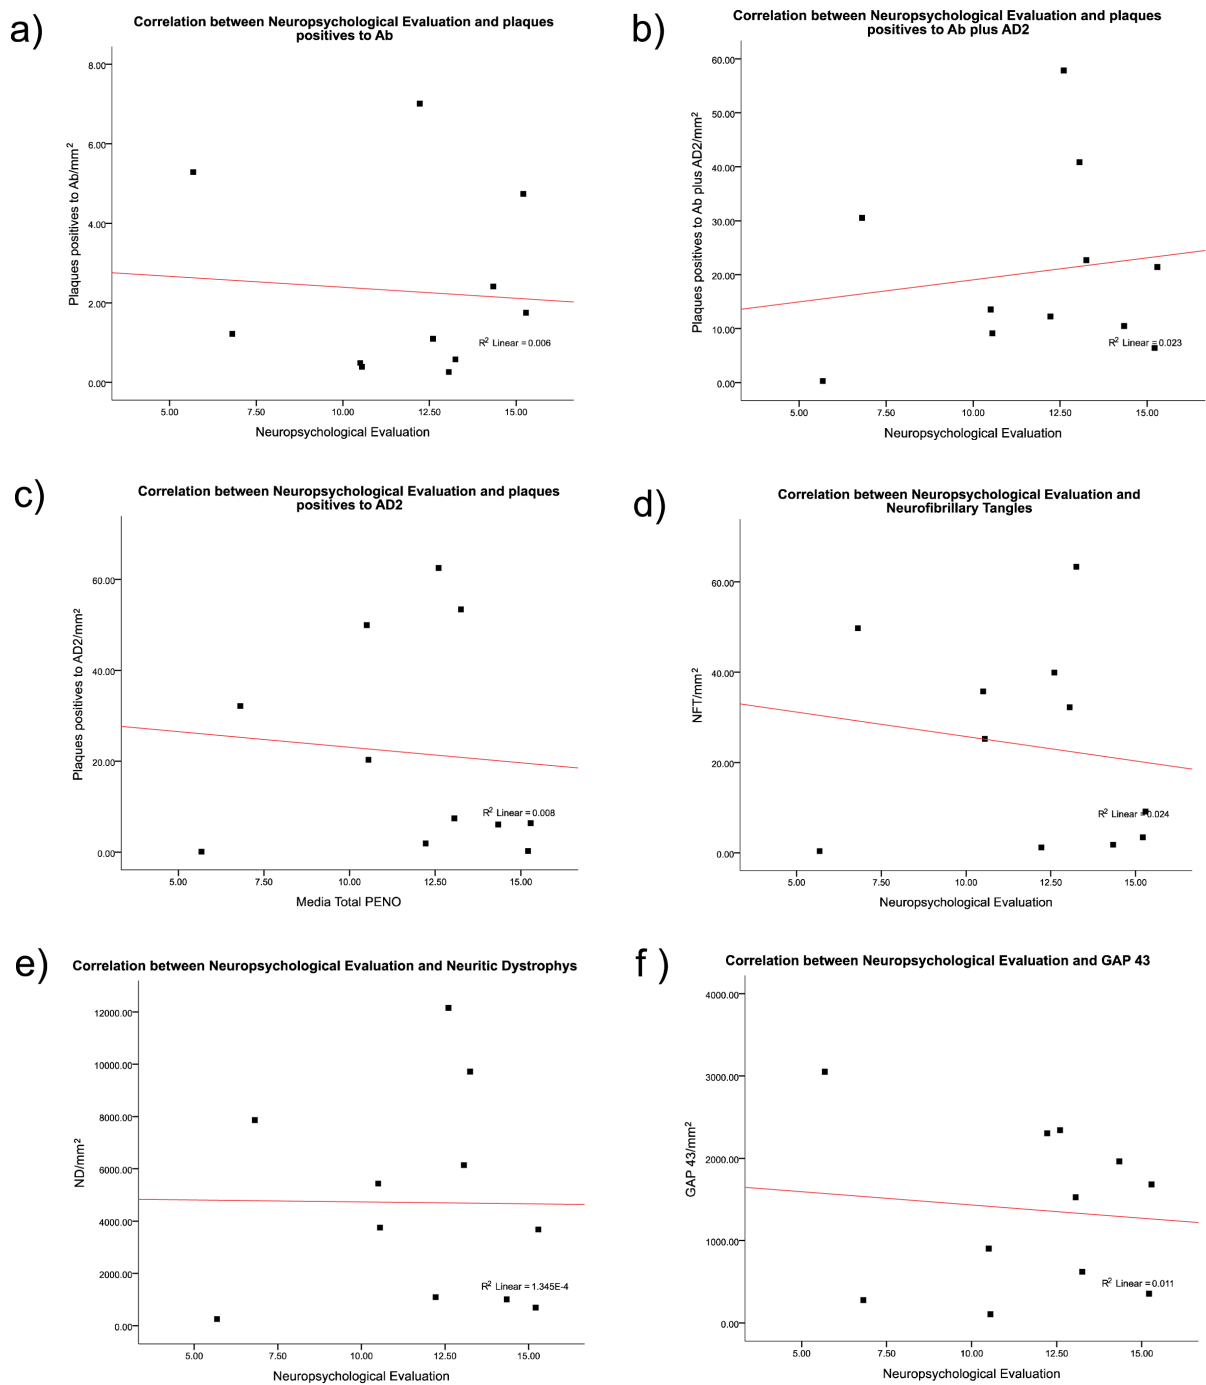 a)
Correlation between Neuropsychological Evaluation and plaques
positives to Ab
Plaques positives to Ab/mm²
8.00
6.00
4.00
2.00
0.00
R² Linear = 0.006
5.00 7.50 10.00 12.50 15.00
Neuropsychological Evaluation
b)
Correlation between Neuropsychological Evaluation and plaques
positives to Ab plus AD2
Plaques positives to Ab plus AD2/mm²
60.00
50.00
40.00
30.00
20.00
10.00
0.00
R² Linear = 0.023
5.00 7.50 10.00 12.50 15.00
Neuropsychological Evaluation
c)
Correlation between Neuropsychological Evaluation and plaques
positives to AD2
Plaques positives to AD2/mm²
60.00
40.00
20.00
0.00
R² Linear = 0.008
5.00 7.50 10.00 12.50 15.00
Media Total PENO
d)
Correlation between Neuropsychological Evaluation and
Neurofibrillary Tangles
NFT/mm²
60.00
40.00
20.00
0.00
R² Linear = 0.024
5.00 7.50 10.00 12.50 15.00
Neuropsychological Evaluation
e)
Correlation between Neuropsychological Evaluation and Neuritic Dystrophys
ND/mm²
12000.00
10000.00
8000.00
6000.00
4000.00
2000.00
0.00
R² Linear = 1.345E-4
5.00 7.50 10.00 12.50 15.00
Neuropsychological Evaluation
f )
Correlation between Neuropsychological Evaluation and GAP 43
GAP 43/mm²
4000.00
3000.00
2000.00
1000.00
0.00
R² Linear = 0.011
5.00 7.50 10.00 12.50 15.00
Neuropsychological Evaluation